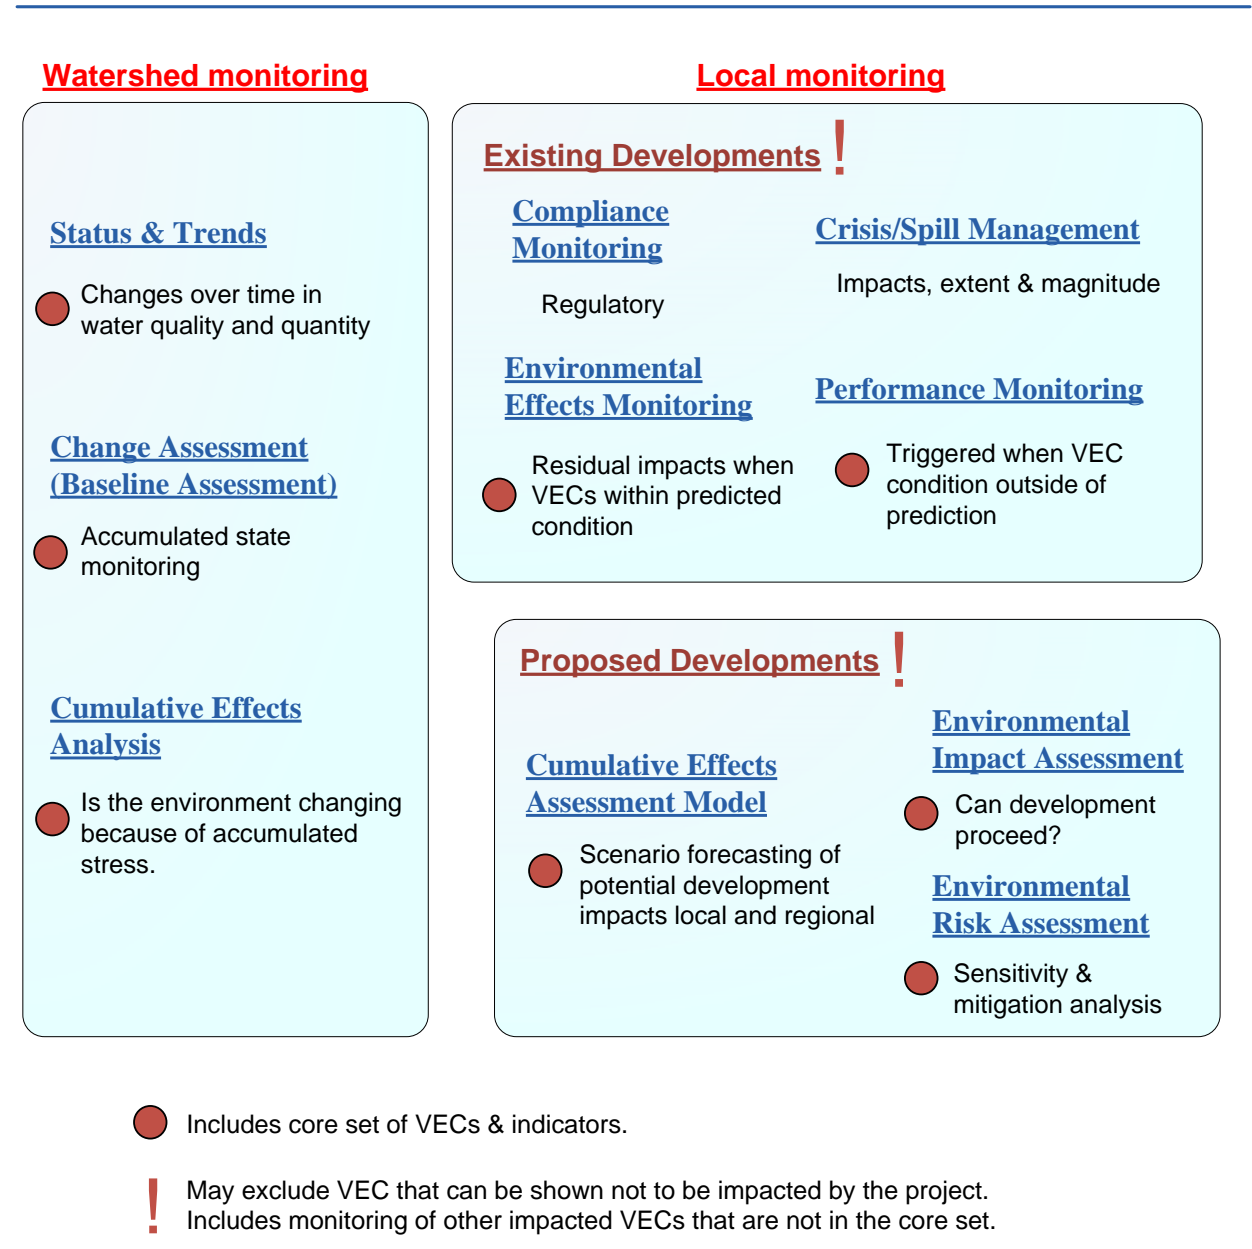 Watershed monitoring
Status & Trends
Changes over time in
water quality and quantity
Change Assessment
(Baseline Assessment)
Accumulated state
monitoring
Cumulative Effects
Analysis
Is the environment changing
because of accumulated
stress.
Local monitoring
Existing Developments !
Compliance
Monitoring
Regulatory
Crisis/Spill Management
Impacts, extent & magnitude
Environmental
Effects Monitoring
Residual impacts when
VECs within predicted
condition
Performance Monitoring
Triggered when VEC
condition outside of
prediction
Proposed Developments !
Cumulative Effects
Assessment Model
Scenario forecasting of
potential development
impacts local and regional
Environmental
Impact Assessment
Can development
proceed?
Environmental
Risk Assessment
Sensitivity &
mitigation analysis
Includes core set of VECs & indicators.
! May exclude VEC that can be shown not to be impacted by the project.
Includes monitoring of other impacted VECs that are not in the core set.